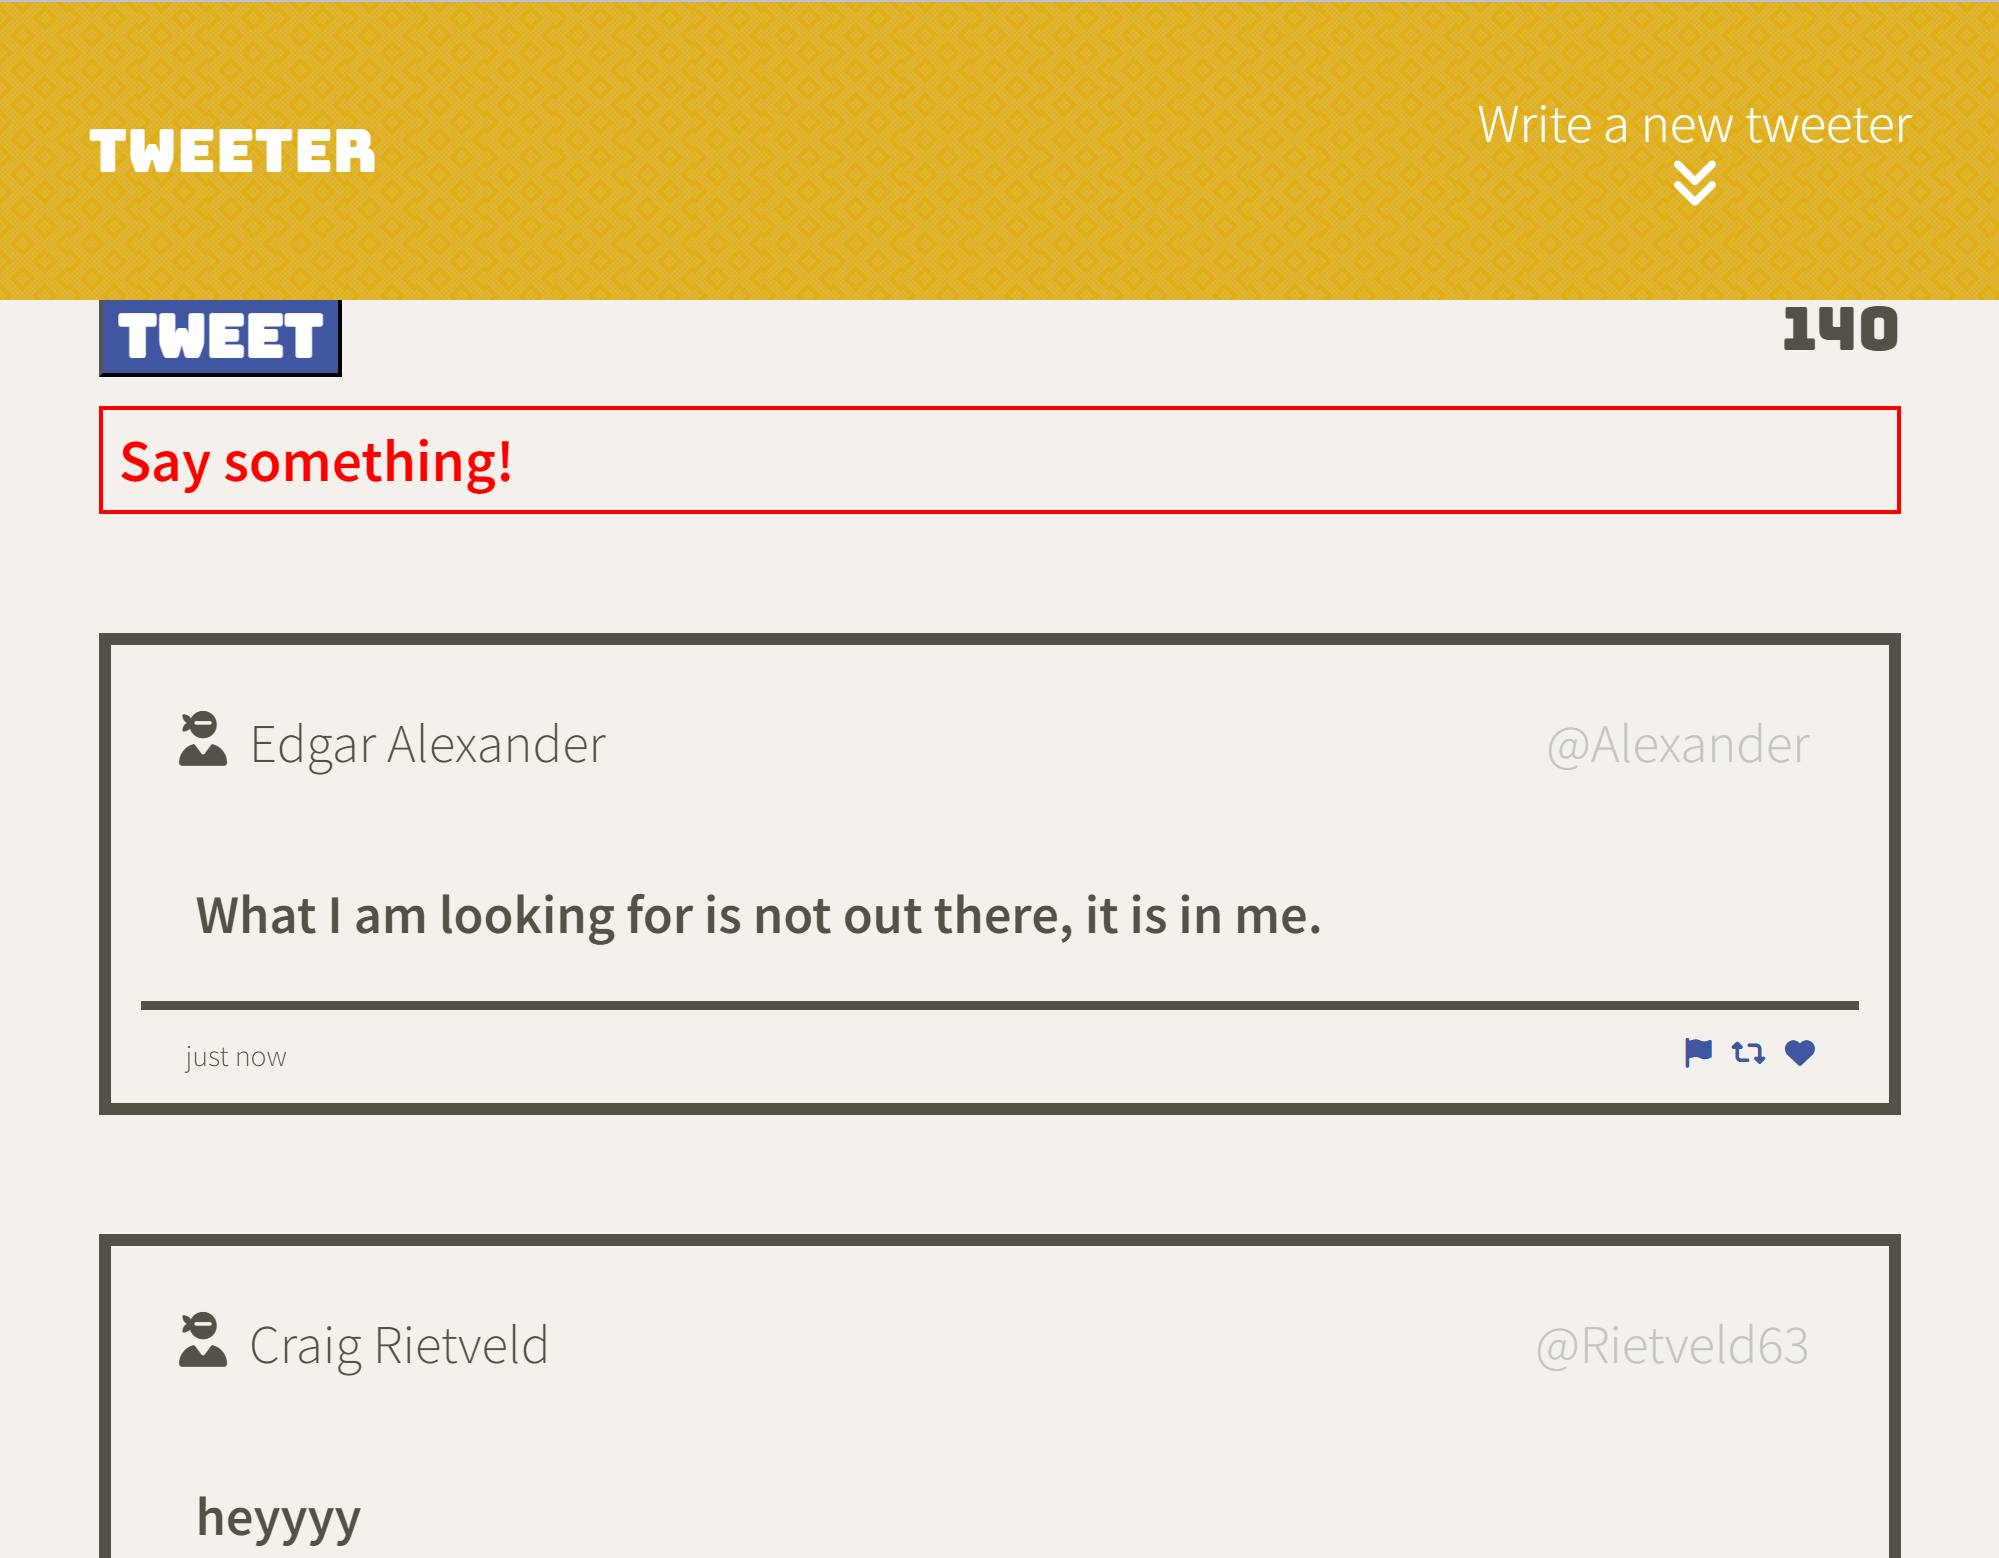 TWEETER
Write a new tweeter
TWEET
140
Say something!
Edgar Alexander
@Alexander
What I am looking for is not out there, it is in me.
just now
Craig Rietveld
@Rietveld63
heyyyy